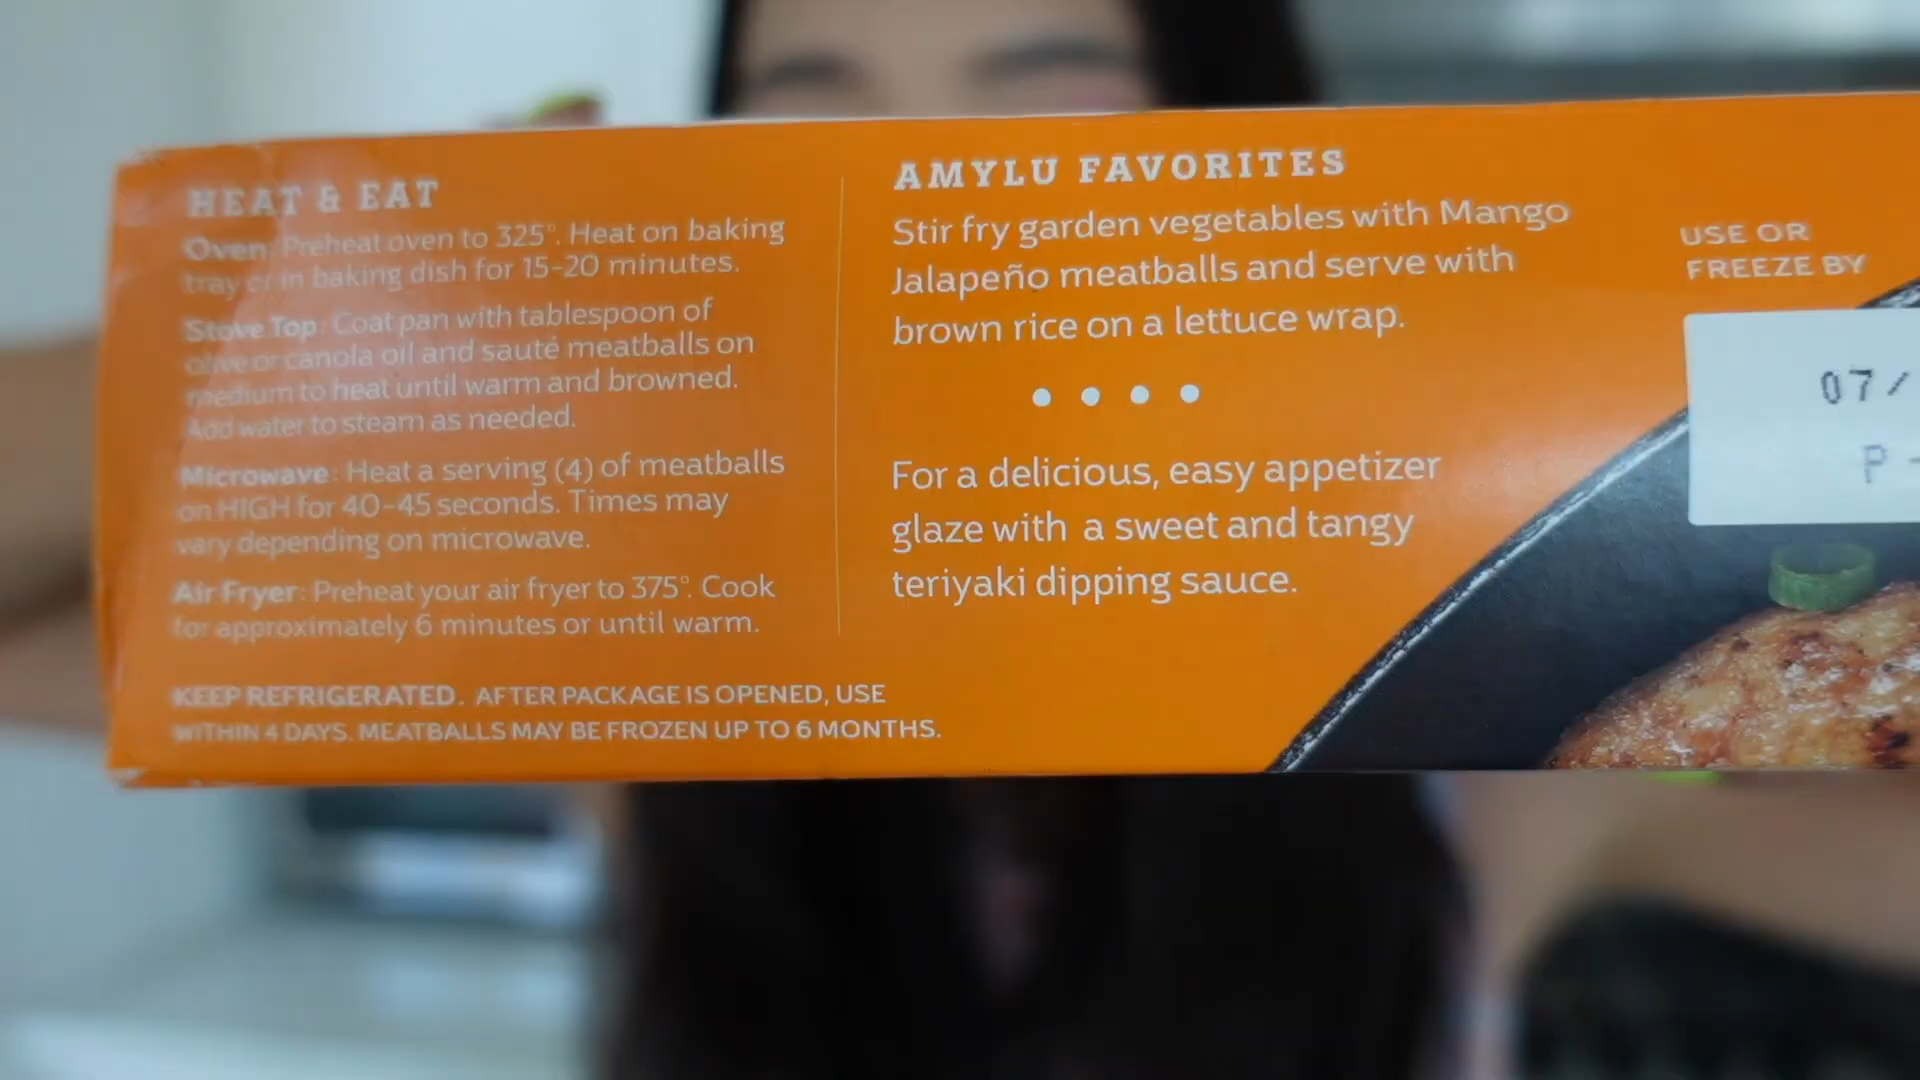 HEAT & EAT
Oven: Preheat oven to 325°. Heat on baking
tray or in baking dish for 15-20 minutes.
Stove Top: Coat pan with tablespoon of
olive or canola oil and sauté meatballs on
medium to heat until warm and browned.
Add water to steam as needed.
Microwave: Heat a serving (4) of meatballs
on HIGH for 40-45 seconds. Times may
vary depending on microwave.
Air Fryer: Preheat your air fryer to 375°. Cook
for approximately 6 minutes or until warm.
KEEP REFRIGERATED. AFTER PACKAGE IS OPENED, USE
WITHIN 4 DAYS. MEATBALLS MAY BE FROZEN UP TO 6 MONTHS.
AMYLU FAVORITES
Stir fry garden vegetables with Mango
Jalapeño meatballs and serve with
brown rice on a lettuce wrap.
For a delicious, easy appetizer
glaze with a sweet and tangy
teriyaki dipping sauce.
USE OR
FREEZE BY
07/
P-